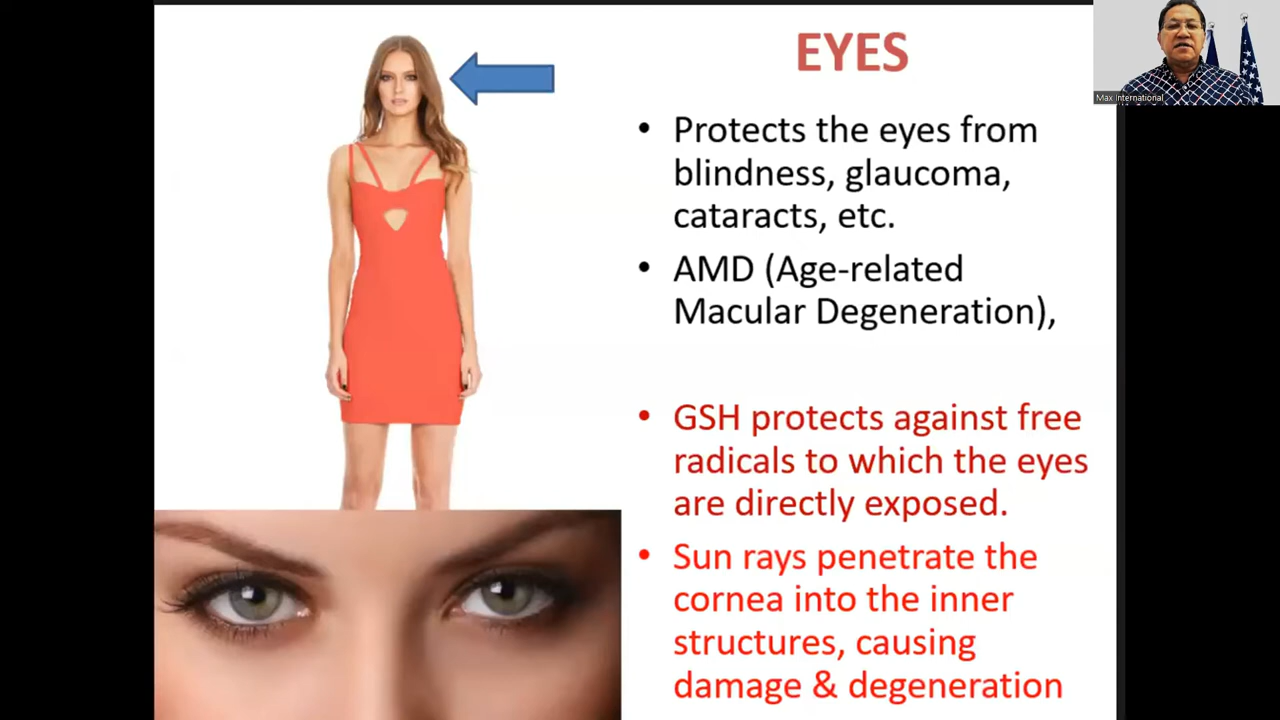 EYES
• Protects the eyes from
blindness, glaucoma,
cataracts, etc.
• AMD (Age-related
Macular Degeneration),
• GSH protects against free
radicals to which the eyes
are directly exposed.
• Sun rays penetrate the
cornea into the inner
structures, causing
damage & degeneration
Max International